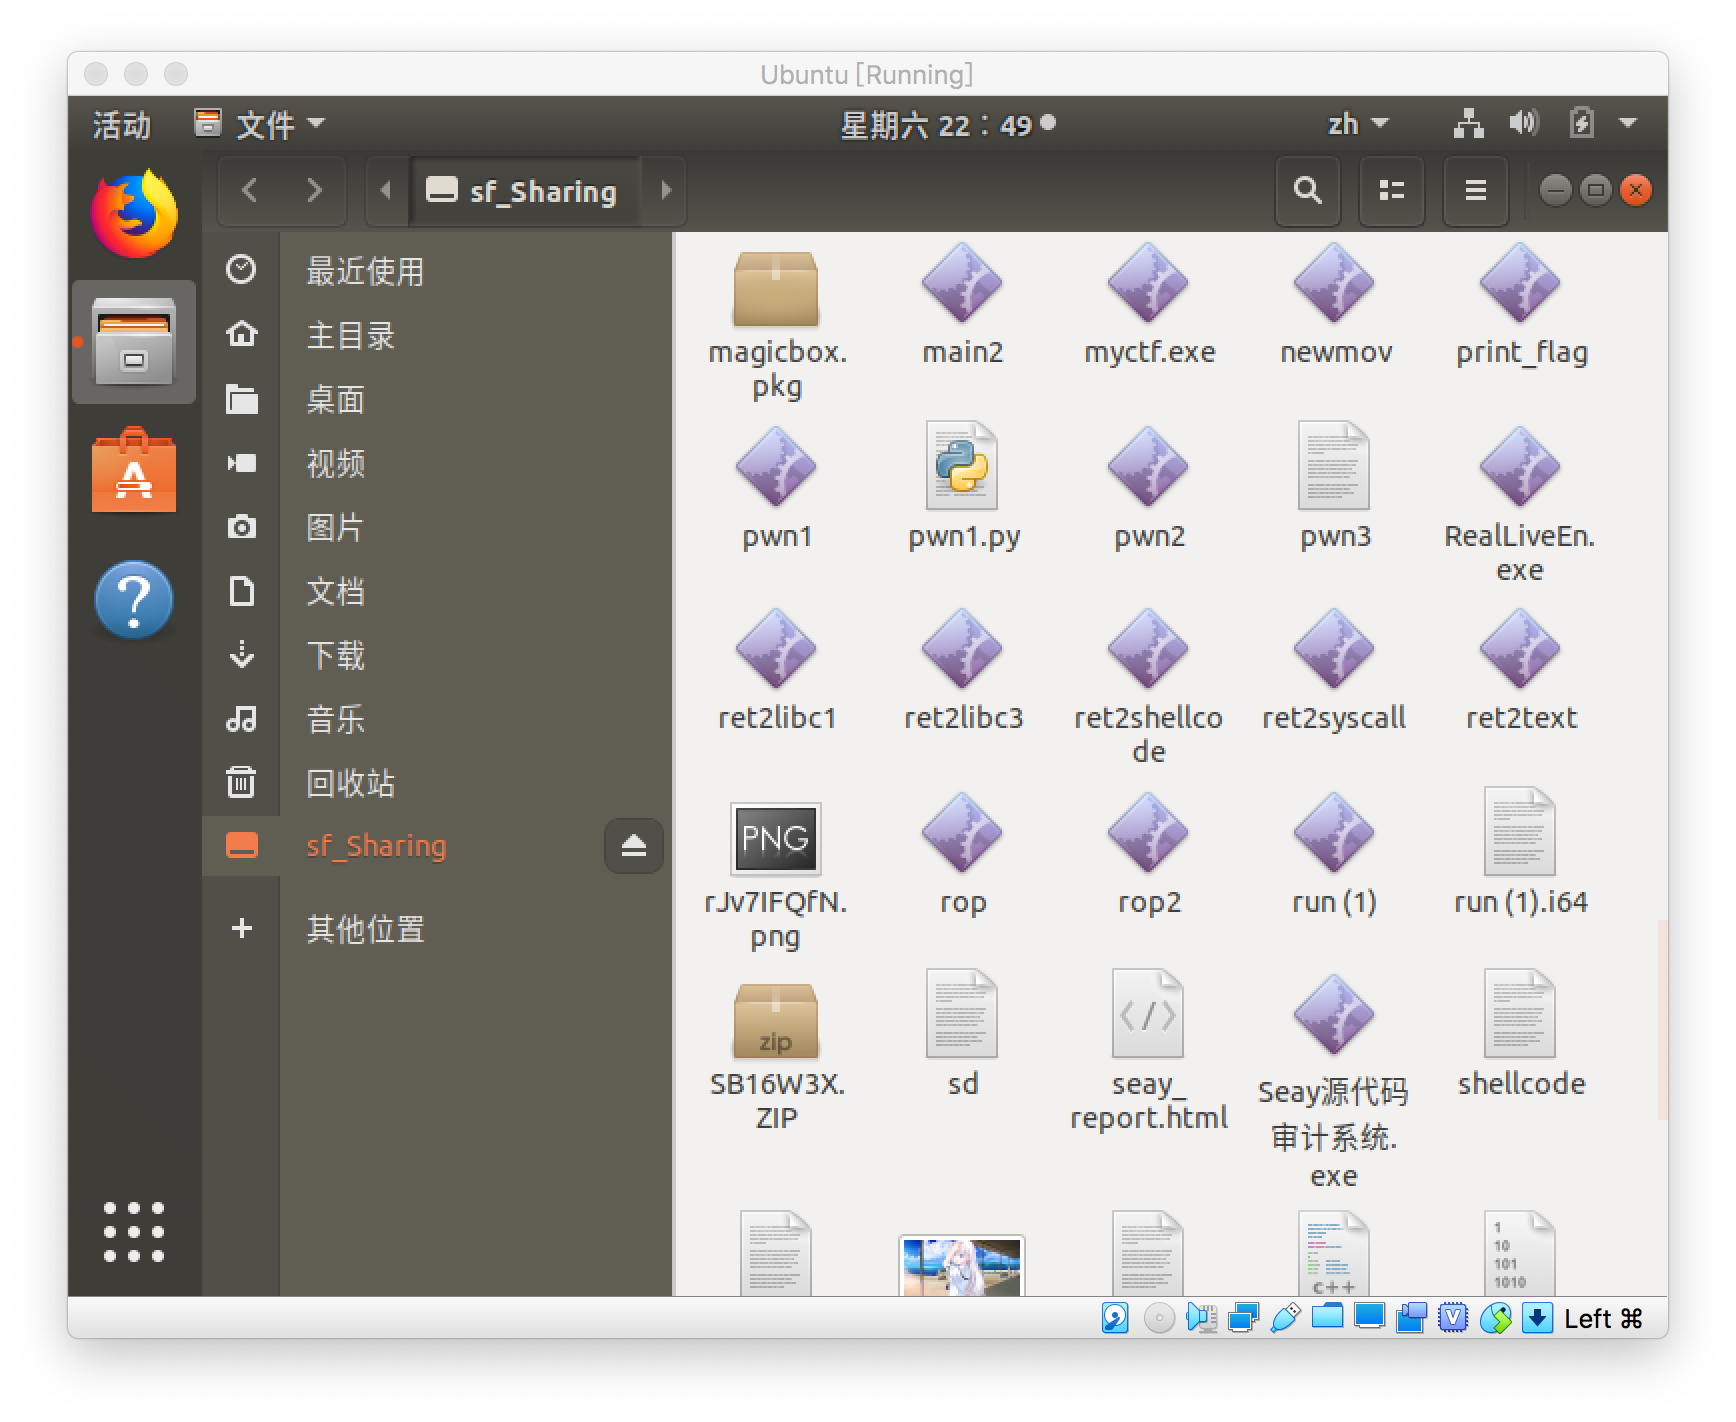 Ubuntu [Running]
活动 文件 星期六 22：49 zh
sf_Sharing
最近使用
主目录
桌面
视频
图片
文档
下载
音乐
回收站
sf_Sharing
其他位置
magicbox.
pkg
main2
myctf.exe
newmov
print_flag
pwn1
pwn1.py
pwn2
pwn3
RealLiveEn.
exe
ret2libc1
ret2libc3
ret2shellco
de
ret2syscall
ret2text
PNG
rJv7IFQfN.
png
rop
rop2
run (1)
run (1).i64
zip
SB16W3X.
ZIP
sd
</>
seay_
report.html
Seay源代码
审计系统.
exe
shellcode
c++
1
10
101
1010
Left ⌘